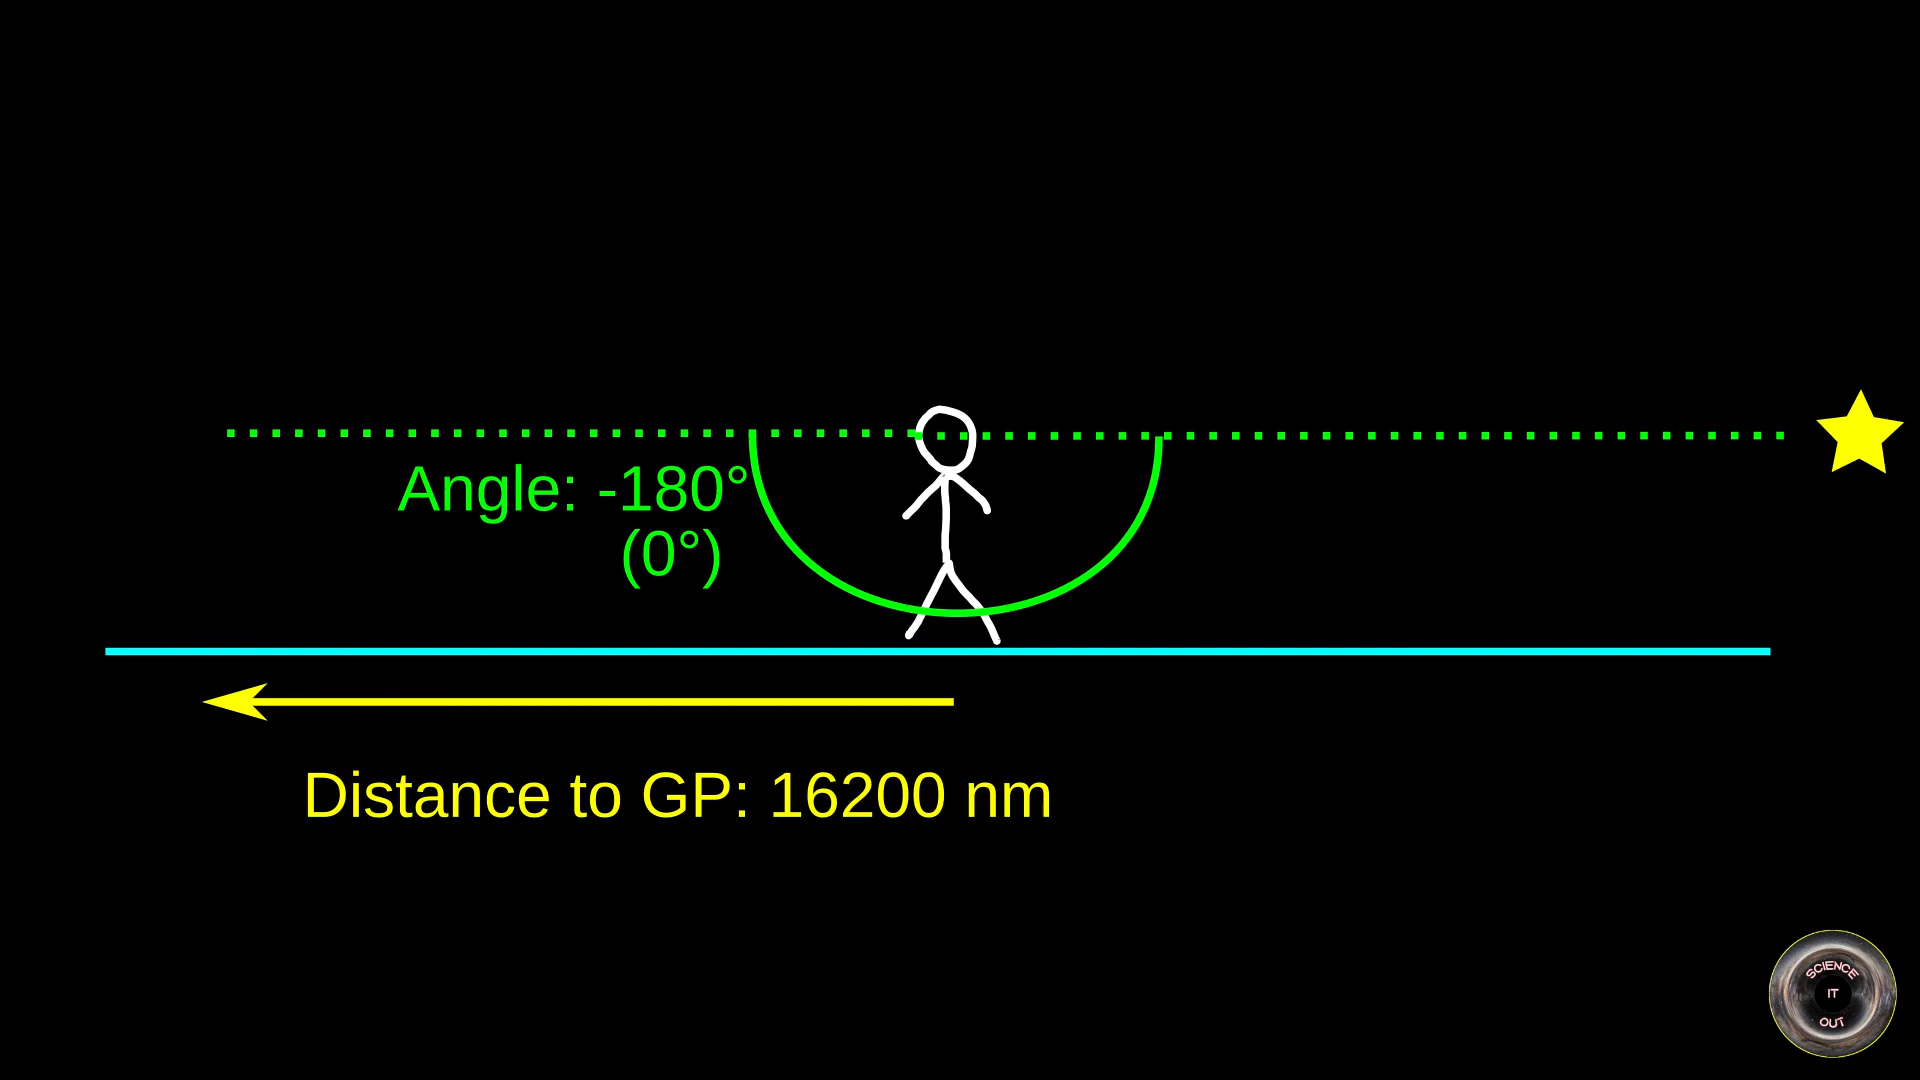 Angle: -180°
(0°)
Distance to GP: 16200 nm
SCIENCE
IT
OUT